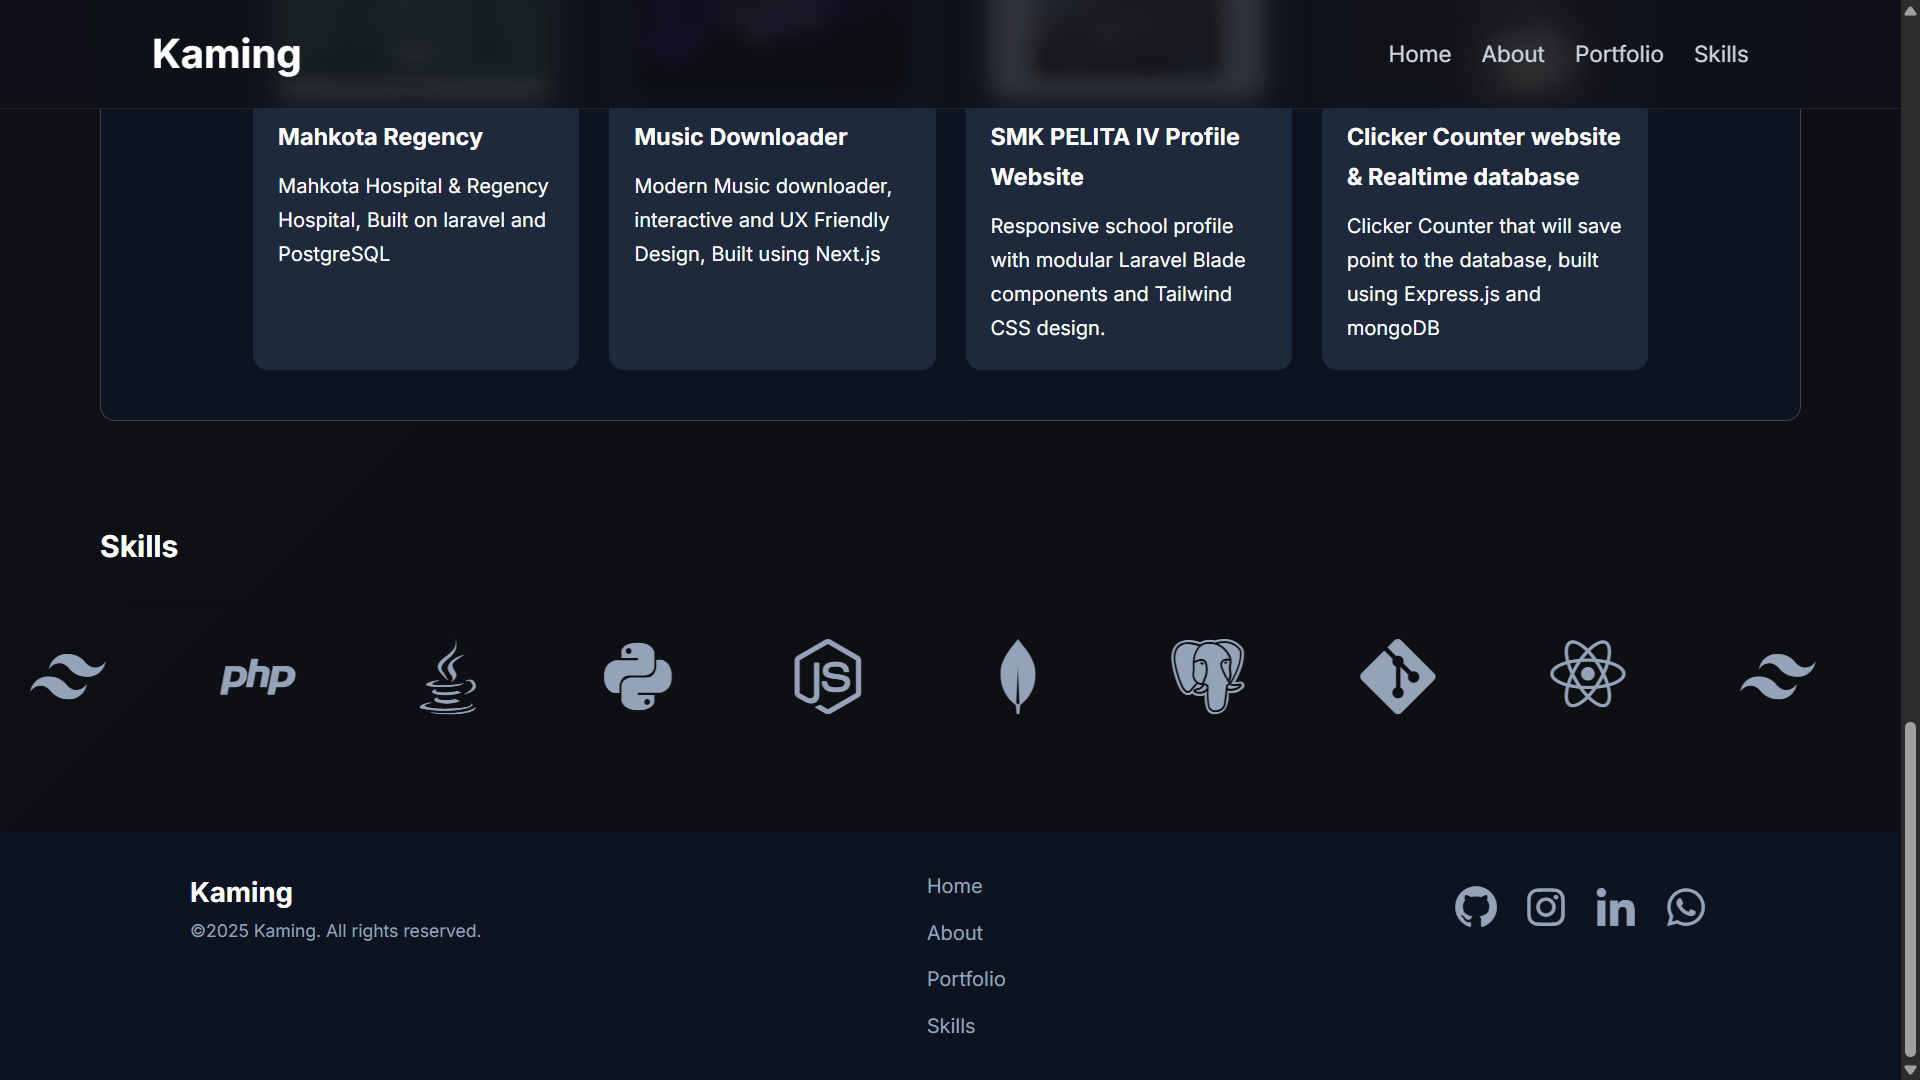 Kaming
Home About Portfolio Skills
Mahkota Regency
Mahkota Hospital & Regency
Hospital, Built on laravel and
PostgreSQL
Music Downloader
Modern Music downloader,
interactive and UX Friendly
Design, Built using Next.js
SMK PELITA IV Profile
Website
Responsive school profile
with modular Laravel Blade
components and Tailwind
CSS design.
Clicker Counter website
& Realtime database
Clicker Counter that will save
point to the database, built
using Express.js and
mongoDB
Skills
php
JS
Kaming
©2025 Kaming. All rights reserved.
Home
About
Portfolio
Skills
in